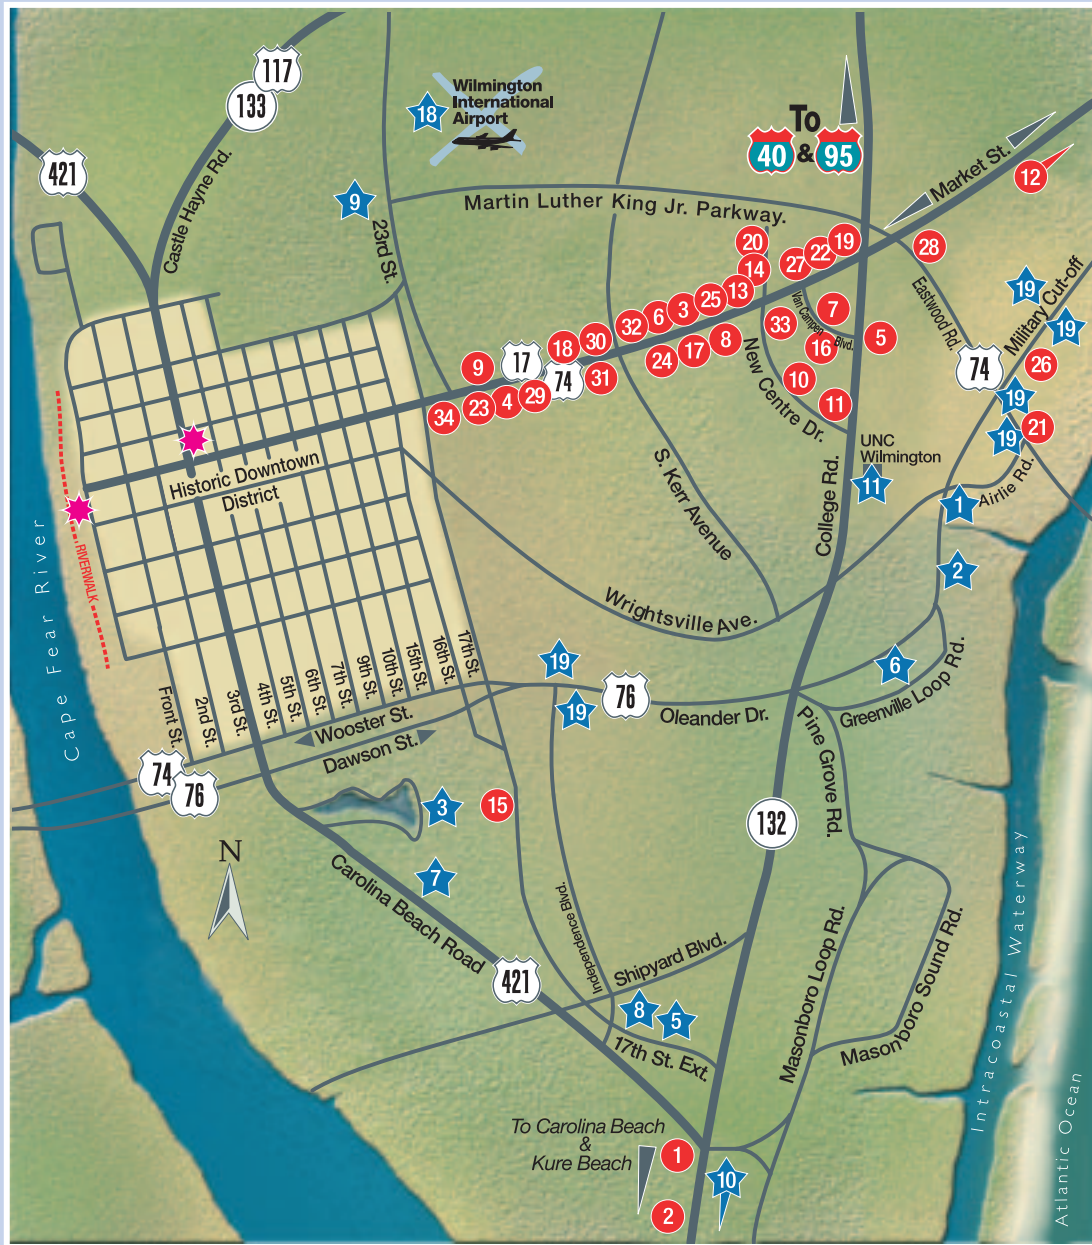 117
133
421
Castle Hayne Rd.
18
Wilmington
International
Airport
9
23rd St.
To
40 & 95
Market St.
12
Martin Luther King Jr. Parkway.
20
14
27
22
19
28
Eastwood Rd.
19
Military Cut-off
19
74
26
19
21
19
Airlie Rd.
13
25
3
6
32
30
18
17
74
9
34
23
4
29
31
24
17
8
33
Van Campen
Blvd.
7
16
5
10
11
New Centre Dr.
UNC
Wilmington
11
College Rd.
S. Kerr Avenue
1
2
Historic Downtown
District
RIVERWALK
Cape Fear River
Wrightsville Ave.
6
Greenville Loop Rd.
19
19
76
Oleander Dr.
Front St.
2nd St.
3rd St.
4th St.
5th St.
6th St.
7th St.
9th St.
10th St.
15th St.
16th St.
17th St.
Wooster St.
Dawson St.
74
76
Pine Grove Rd.
132
3
15
7
N
Carolina Beach Road
421
Independence Blvd.
Shipyard Blvd.
8
5
17th St. Ext.
Masonboro Loop Rd.
Masonboro Sound Rd.
Intracoastal Waterway
Atlantic Ocean
To Carolina Beach
&
Kure Beach
1
2
10